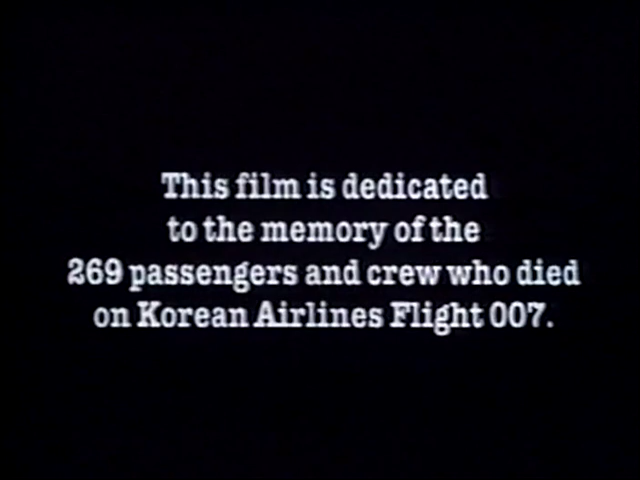 This film is dedicated
to the memory of the
269 passengers and crew who died
on Korean Airlines Flight 007.